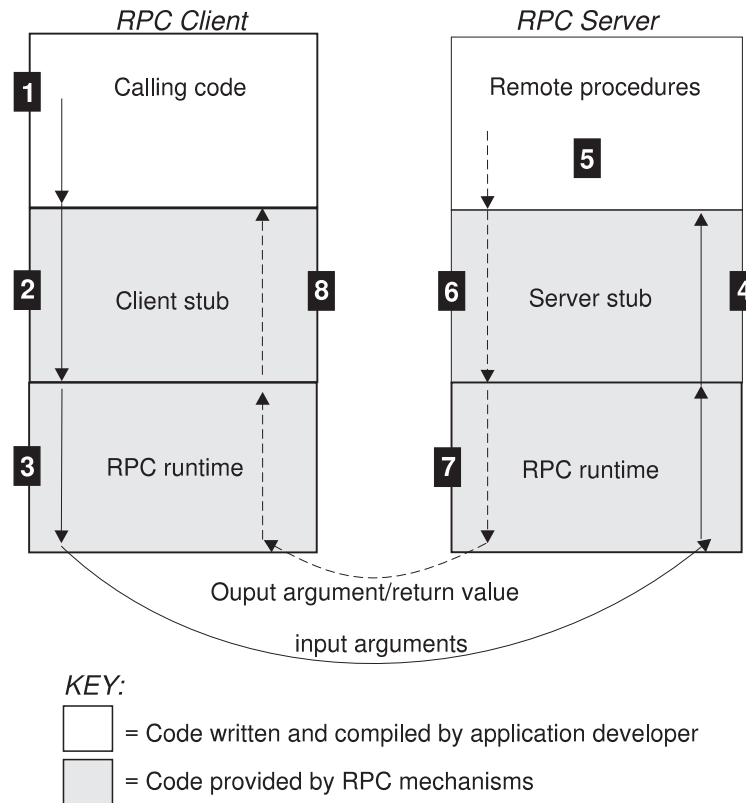 RPC Client
RPC Server
1
Calling code
Remote procedures
5
2
Client stub
8
6
Server stub
4
3
RPC runtime
7
RPC runtime
Ouput argument/return value
input arguments
KEY:
= Code written and compiled by application developer
= Code provided by RPC mechanisms